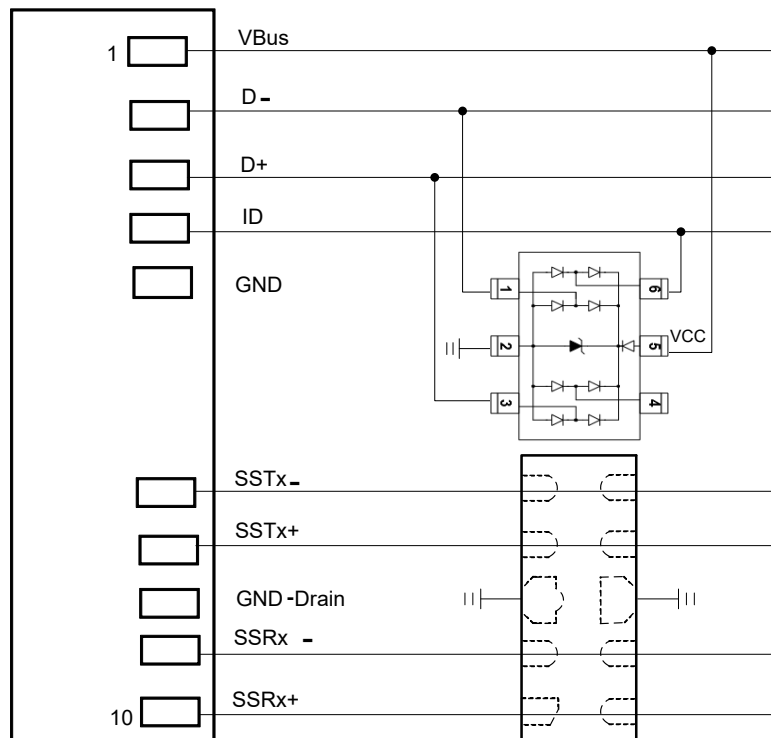 1 VBus
D-
D+
ID
GND
1 6
2 5 VCC
3 4
SSTx-
SSTx+
GND-Drain
SSRx -
10 SSRx+